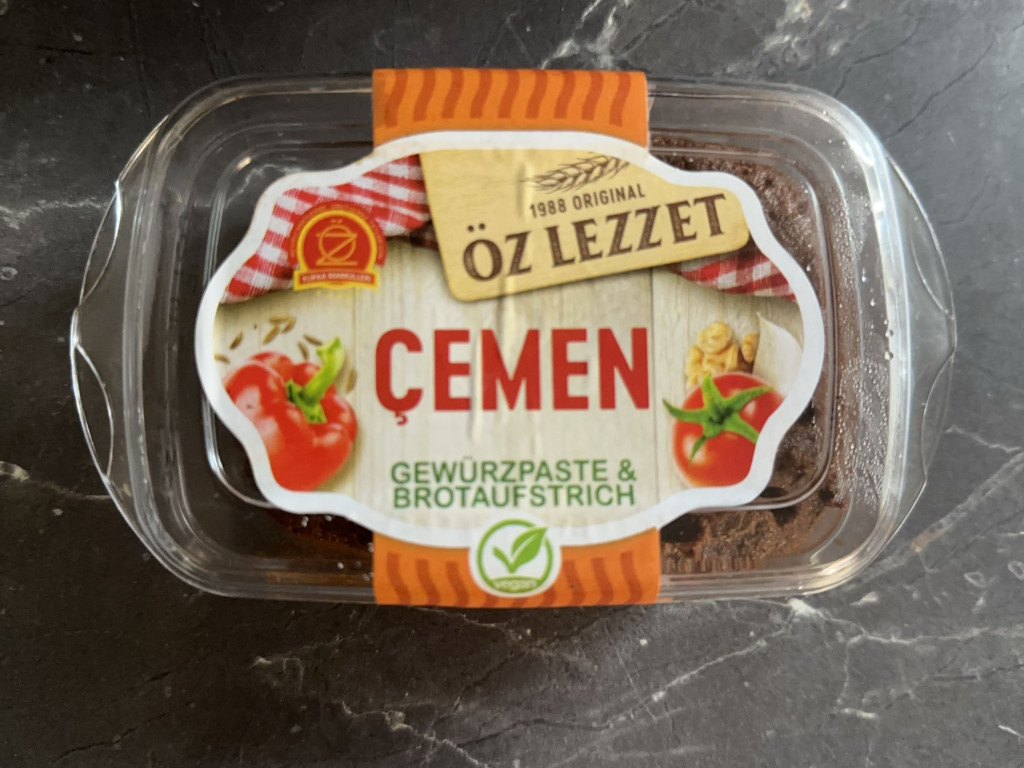 1988 ORIGINAL
ÖZ LEZZET
ÇEMEN
GEWÜRZPASTE &
BROTAUFSTRICH
vegan